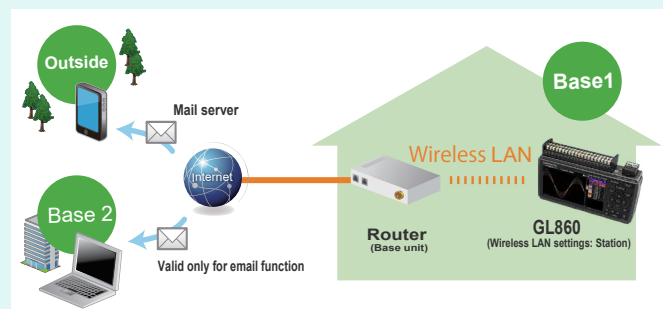 Outside
Mail server
Base1
Wireless LAN
Internet
Base 2
Router
(Base unit)
GL860
(Wireless LAN settings: Station)
Valid only for email function